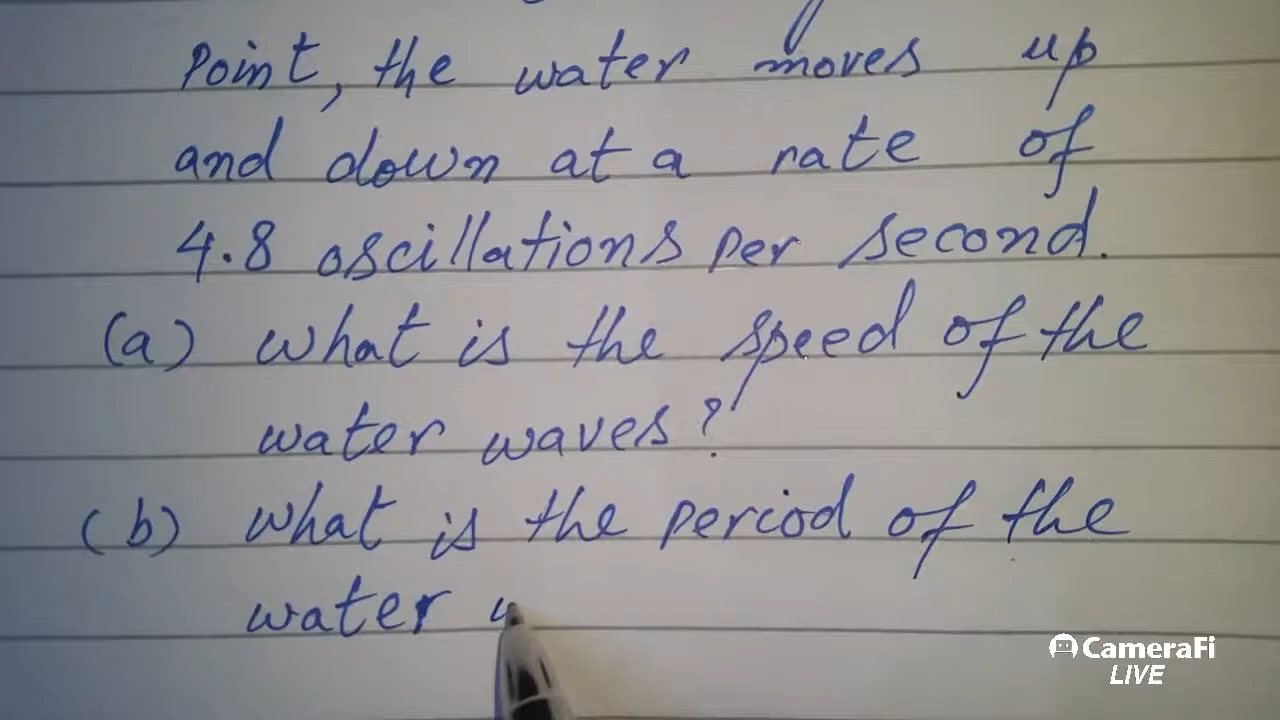 Point, the water moves up
and down at a rate of
4.8 oscillations per second.
(a) What is the speed of the
water waves?
(b) What is the period of the
water
CameraFi
LIVE